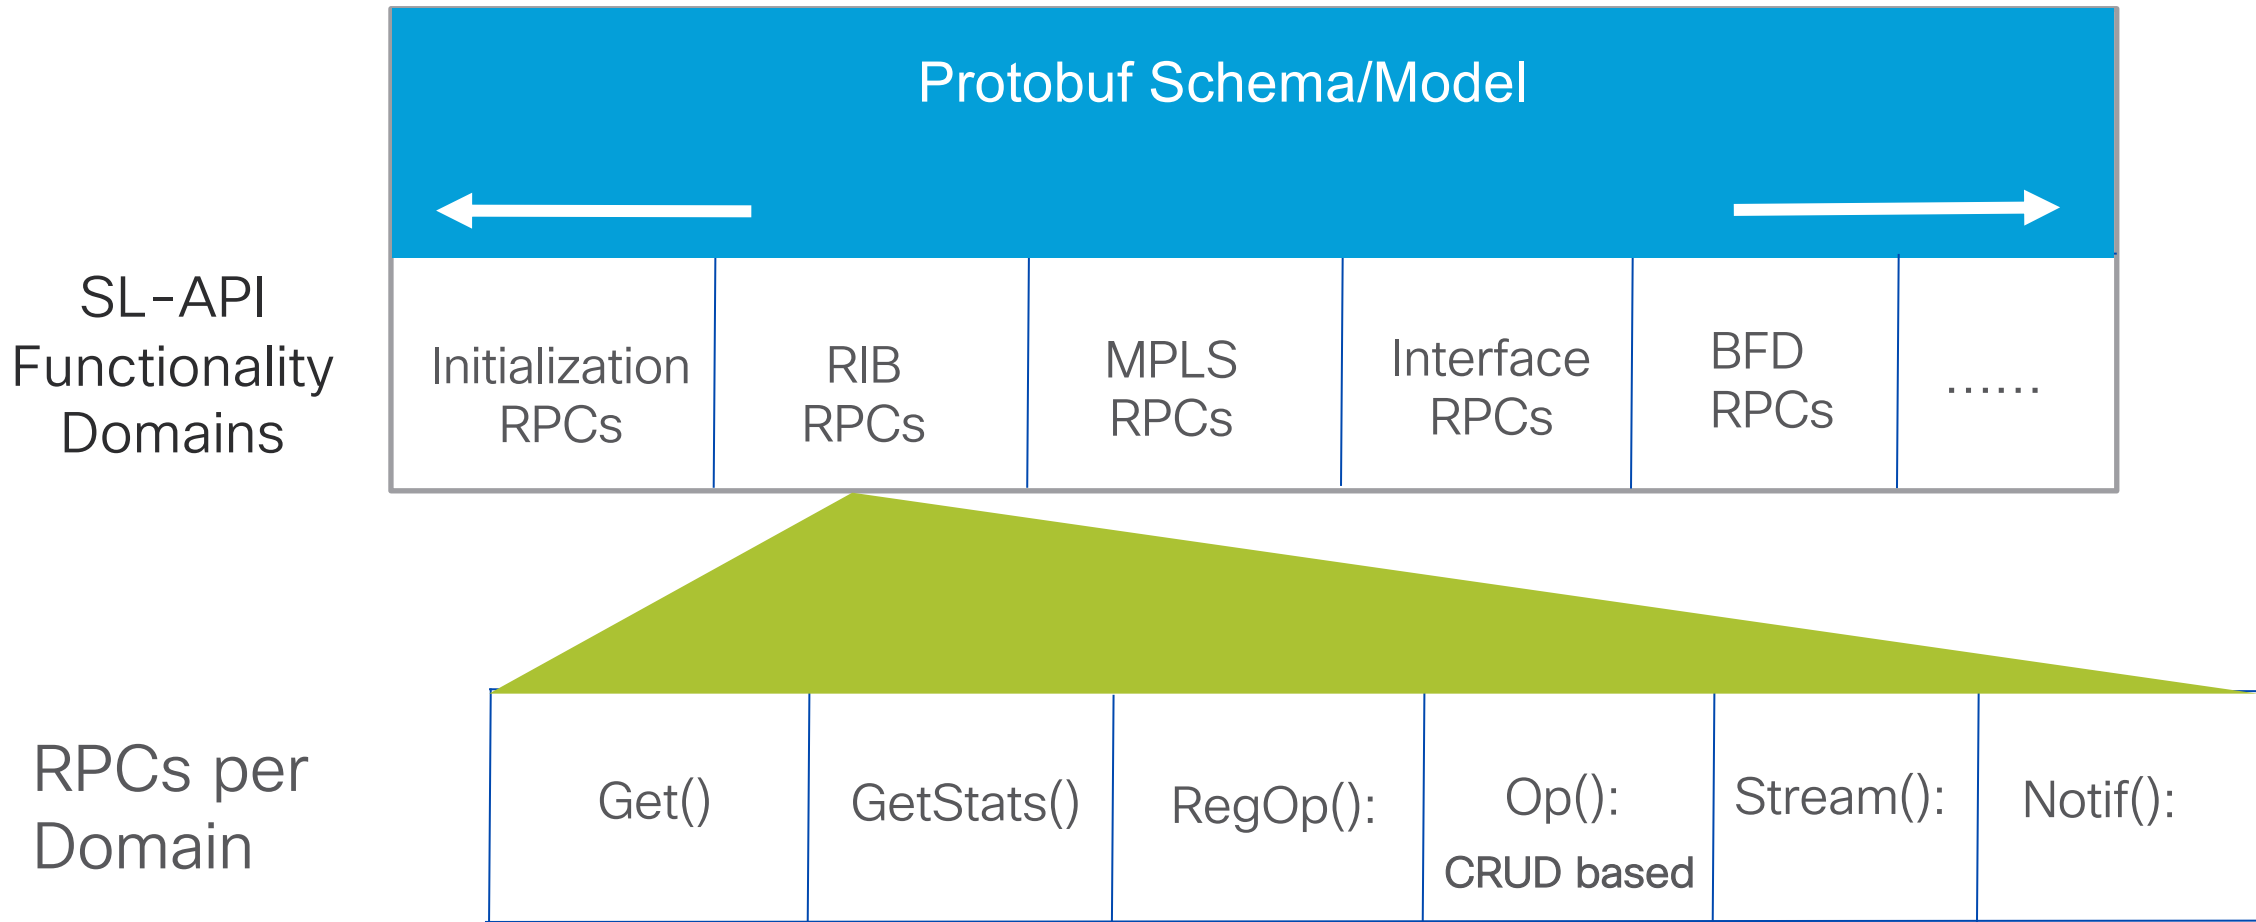 Protobuf Schema/Model
SL-API
Functionality
Domains
Initialization
RPCs
RIB
RPCs
MPLS
RPCs
Interface
RPCs
BFD
RPCs
......
RPCs per
Domain
Get()
GetStats()
RegOp():
Op():
CRUD based
Stream():
Notif():